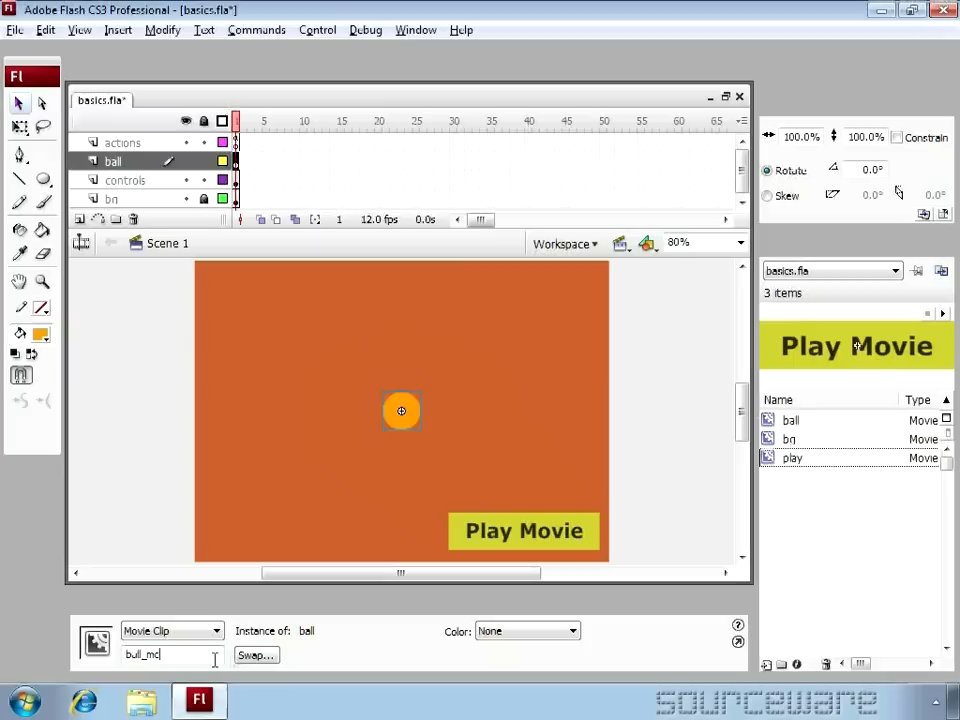 Adobe Flash CS3 Professional - [basics.fla*]
File Edit View Insert Modify Text Commands Control Debug Window Help
Fl
basics.fla*
1 5 10 15 20 25 30 35 40 45 50 55 60 65
actions
ball
controls
bg
1 12.0 fps 0.0s
Scene 1 Workspace 80%
100.0% 100.0% Constrain
Rotate 0.0°
Skew 0.0° 0.0°
basics.fla
3 items
Play Movie
Name Type
ball Movie
bg Movie
play Movie
Play Movie
Movie Clip Instance of: ball Color: None
bull_mc Swap...
Fl
sourceware